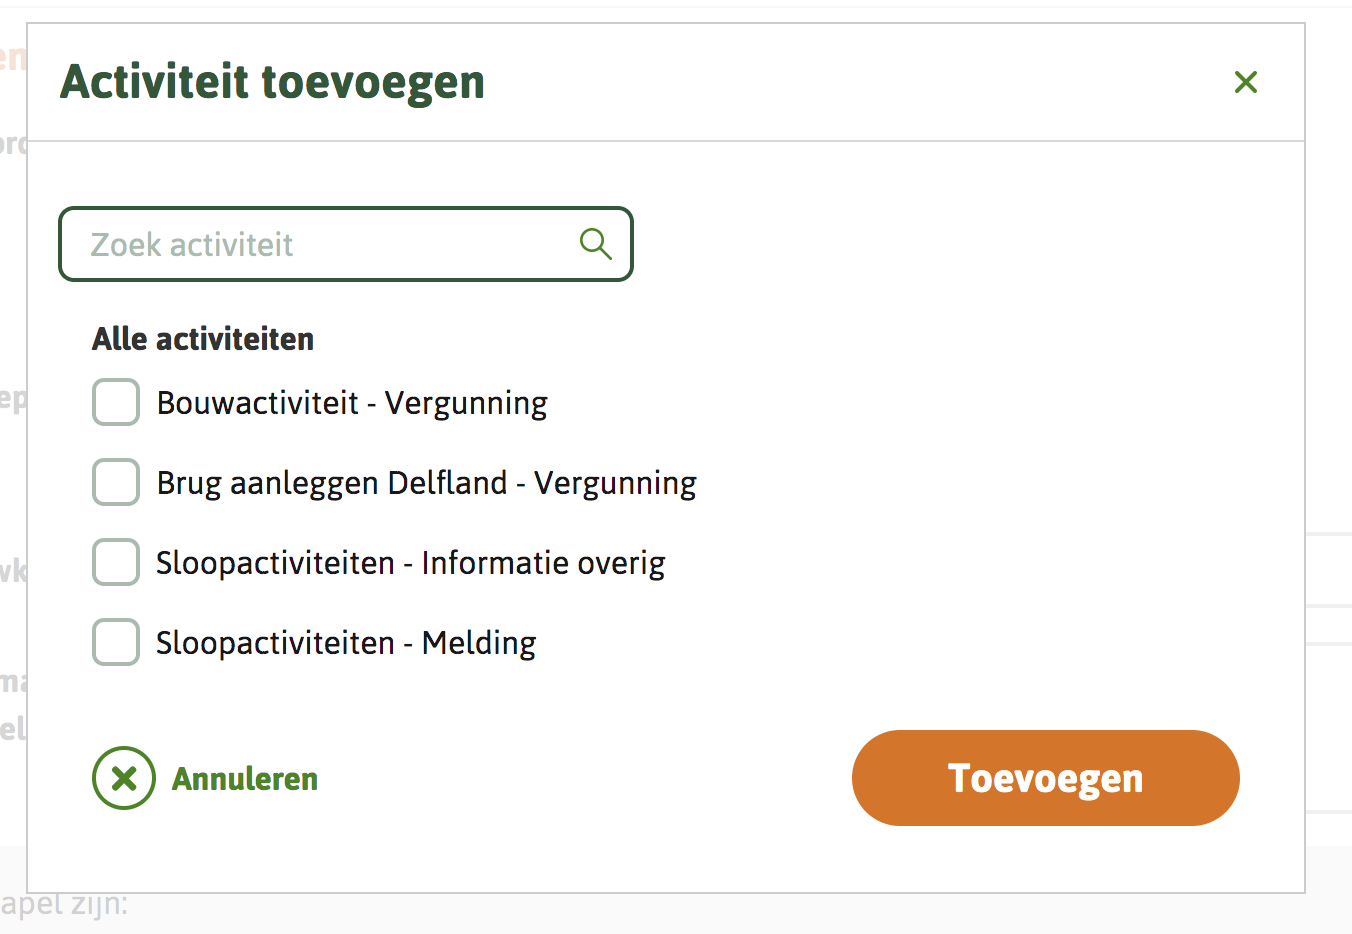 Activiteit toevoegen
Zoek activiteit
Alle activiteiten
Bouwactiviteit - Vergunning
Brug aanleggen Delfland - Vergunning
Sloopactiviteiten - Informatie overig
Sloopactiviteiten - Melding
Annuleren
Toevoegen
zijn: